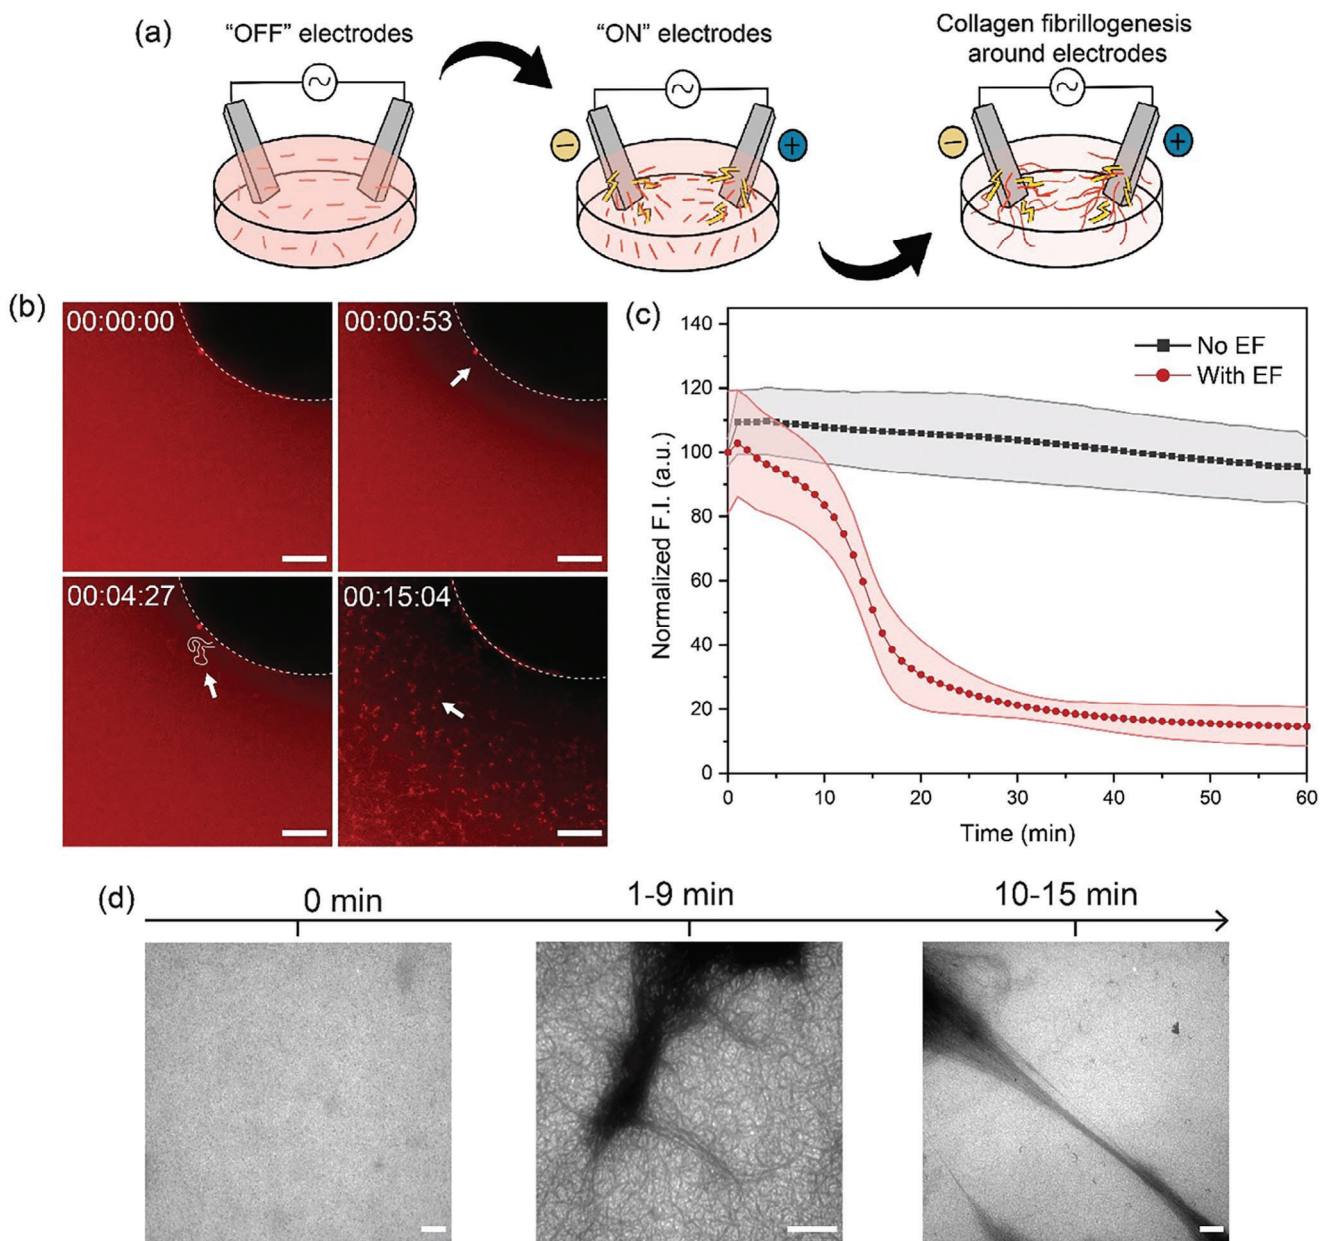 (a)
“OFF” electrodes
“ON” electrodes
Collagen fibrillogenesis
around electrodes
−
+
−
+
(b)
00:00:00
00:00:53
00:04:27
00:15:04
(c)
140
120
100
80
60
40
20
0
Normalized F.I. (a.u.)
No EF
With EF
0
10
20
30
40
50
60
Time (min)
(d)
0 min
1-9 min
10-15 min